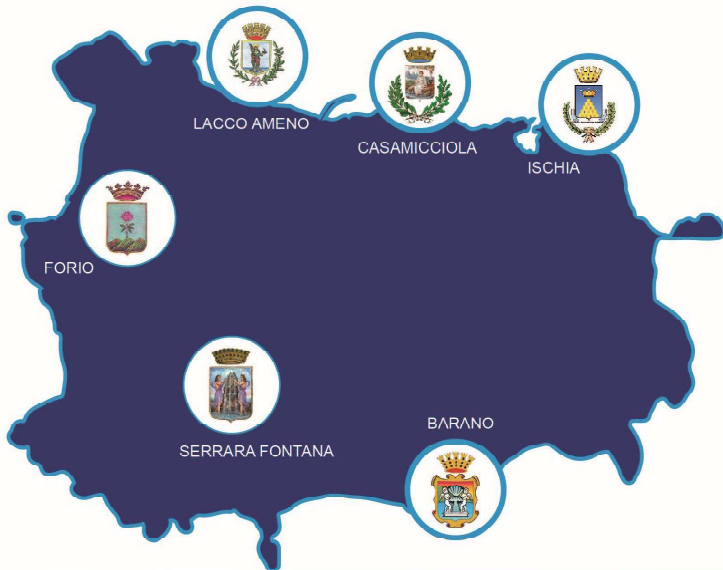 LACCO AMENO
CASAMICCIOLA
ISCHIA
FORIO
SERRARA FONTANA
BARANO